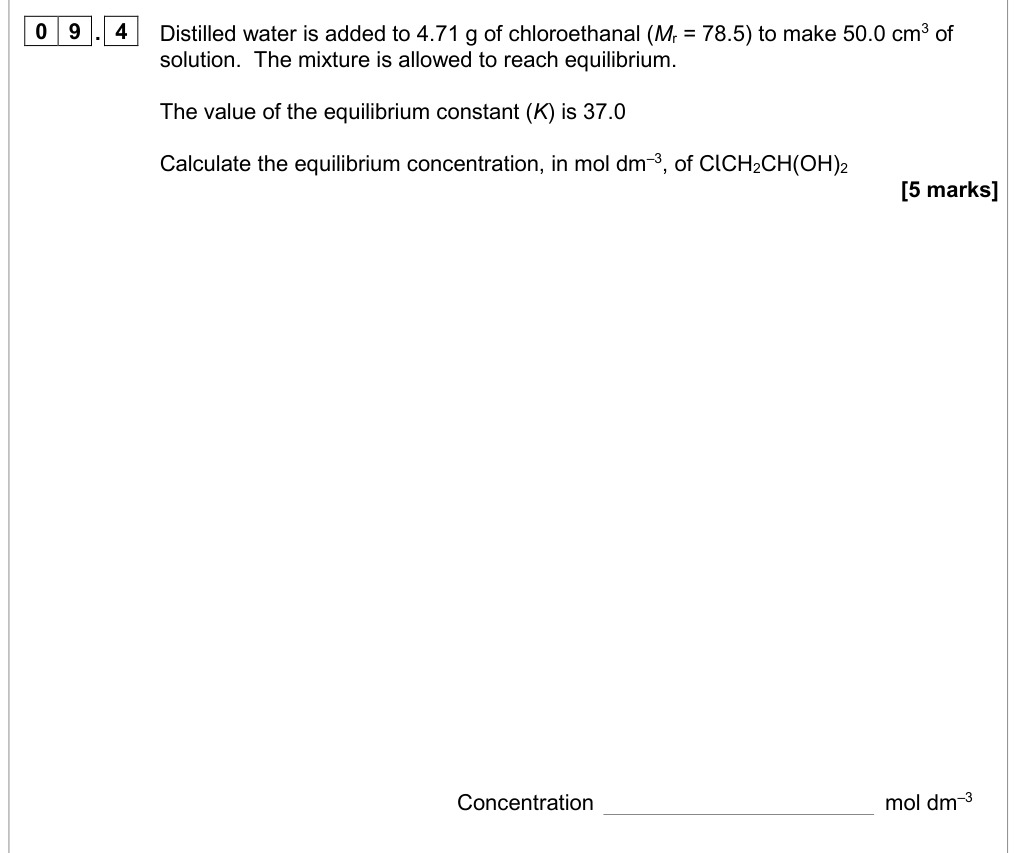 0 9 . 4 Distilled water is added to 4.71 g of chloroethanal (Mᵣ = 78.5) to make 50.0 cm³ of
solution. The mixture is allowed to reach equilibrium.
The value of the equilibrium constant (K) is 37.0
Calculate the equilibrium concentration, in mol dm⁻³, of ClCH₂CH(OH)₂
[5 marks]
Concentration ____________ mol dm⁻³